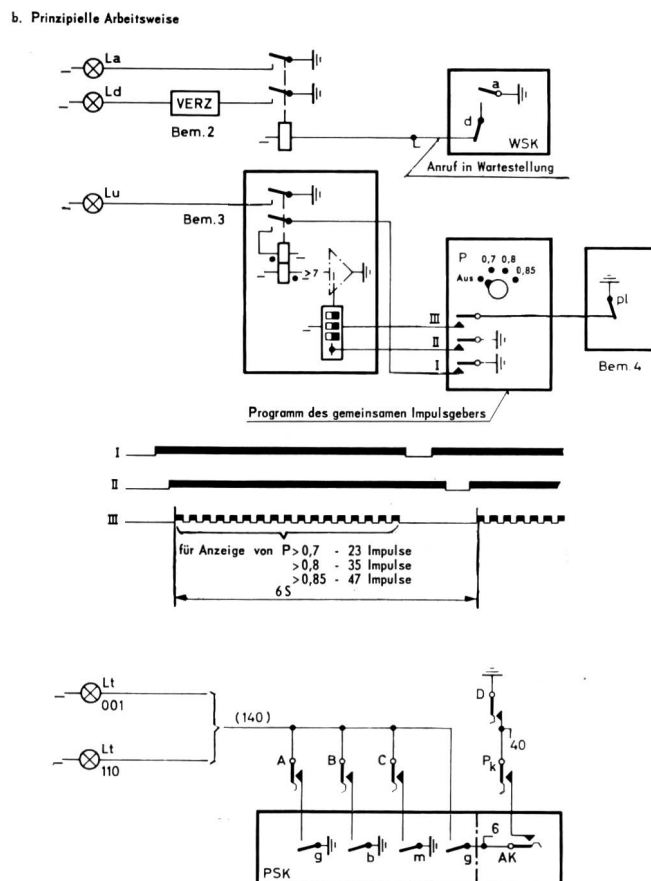 b. Prinzipielle Arbeitsweise
La
Ld
VERZ
Bem. 2
a
d
WSK
Anruf in Wartestellung
Lu
Bem. 3
≥7
P
0,7 0,8
Aus
0,85
III
II
I
pl
Bem. 4
Programm des gemeinsamen Impulsgebers
I
II
III
für Anzeige von P>0,7 - 23 Impulse
>0,8 - 35 Impulse
>0,85 - 47 Impulse
6S
Lt
001
(140)
Lt
110
D
40
A
B
C
Pk
g
b
m
g
6
AK
PSK